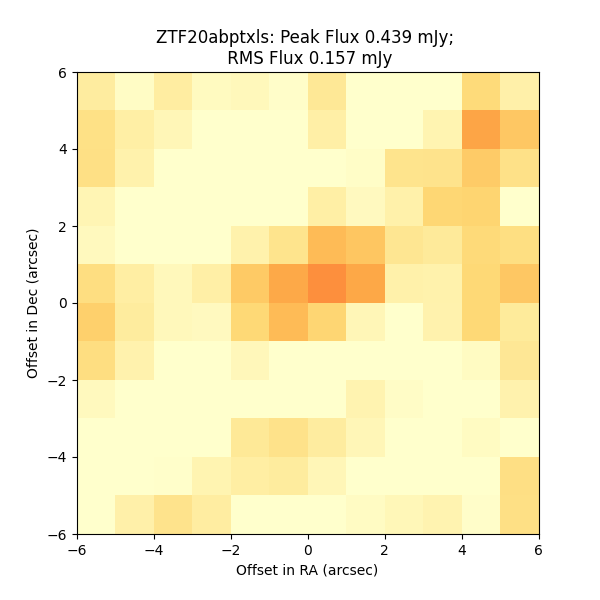 ZTF20abptxls: Peak Flux 0.439 mJy;
RMS Flux 0.157 mJy
6
4
2
0
−2
−4
−6
Offset in Dec (arcsec)
−6 −4 −2 0 2 4 6
Offset in RA (arcsec)